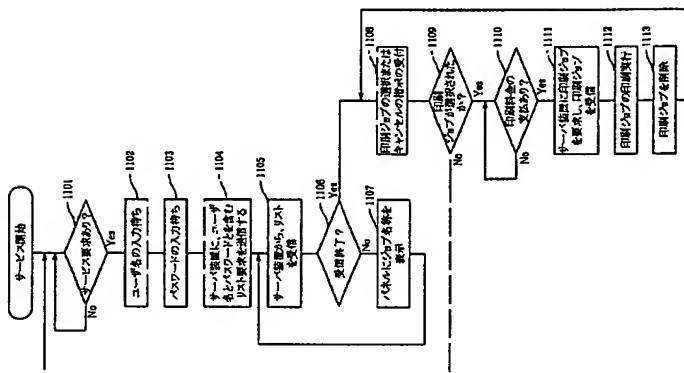 サービス開始
1101
サービス要求あり?
No
Yes
1102
ユーザ名の入力待ち
1103
パスワードの入力待ち
1104
サーバ装置に、ユーザ
名とパスワードとを含む
リスト要求を送信する
1105
サーバ装置から、リスト
を受信
1106
受信終了?
Yes
No
1107
パネルにジョブ名称を
表示
1108
印刷ジョブの選択または
キャンセルの指示の受付
1109
印刷
ジョブが選択された
か?
No
Yes
1110
印刷料金の
支払あり?
No
Yes
1111
サーバ装置に印刷ジョブ
を要求し、印刷ジョブ
を受信
1112
印刷ジョブの印刷実行
1113
印刷ジョブを削除